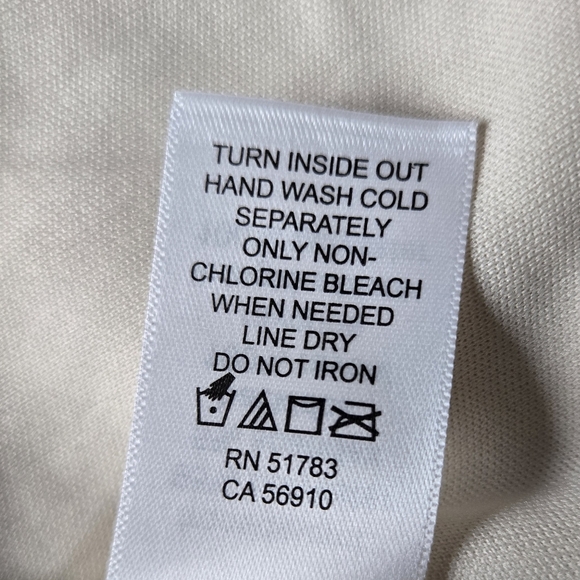 TURN INSIDE OUT
HAND WASH COLD
SEPARATELY
ONLY NON-
CHLORINE BLEACH
WHEN NEEDED
LINE DRY
DO NOT IRON
RN 51783
CA 56910